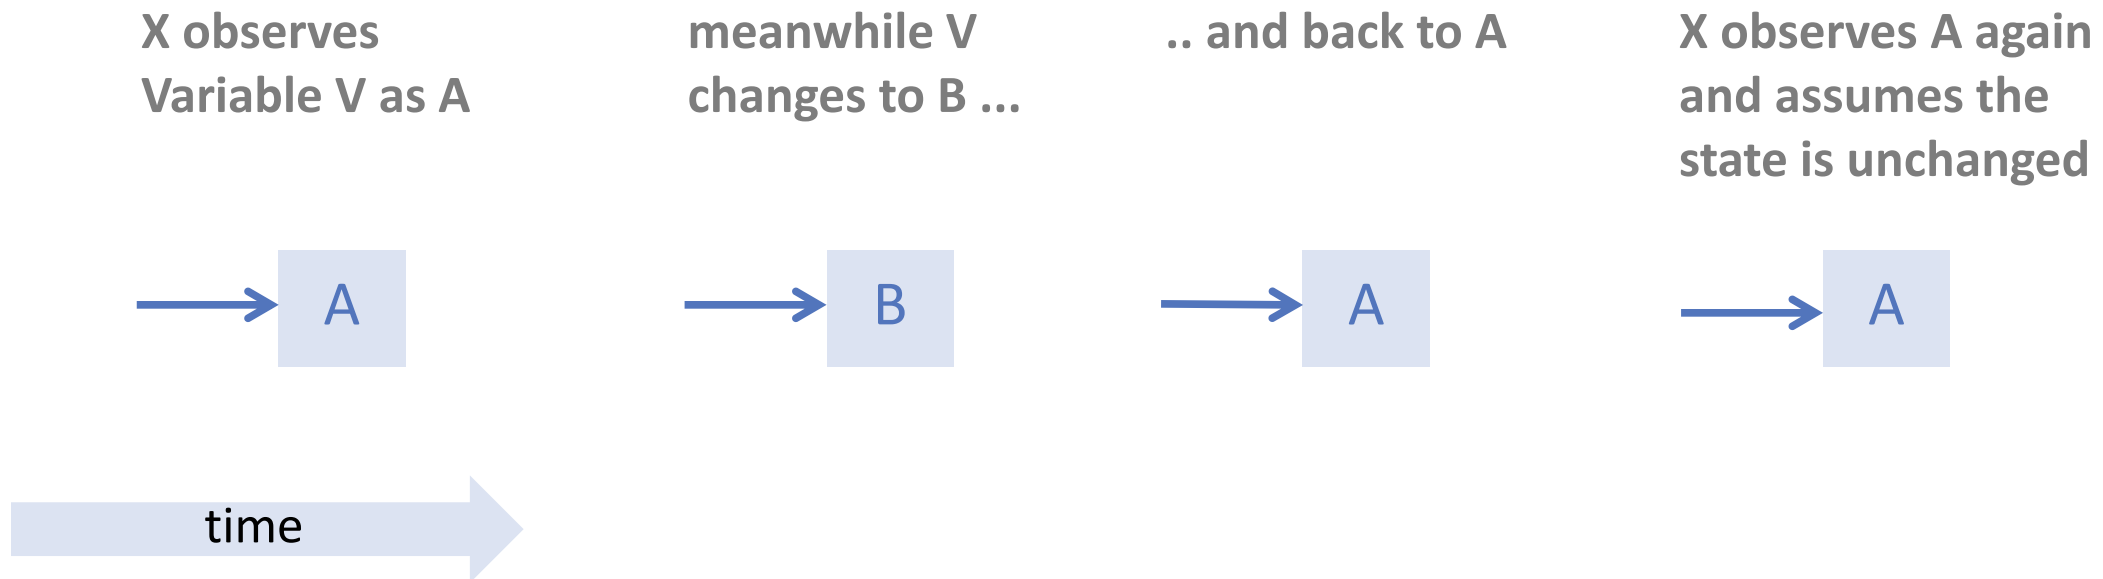 X observes
Variable V as A
meanwhile V
changes to B ...
.. and back to A
X observes A again
and assumes the
state is unchanged
A
B
A
A
time